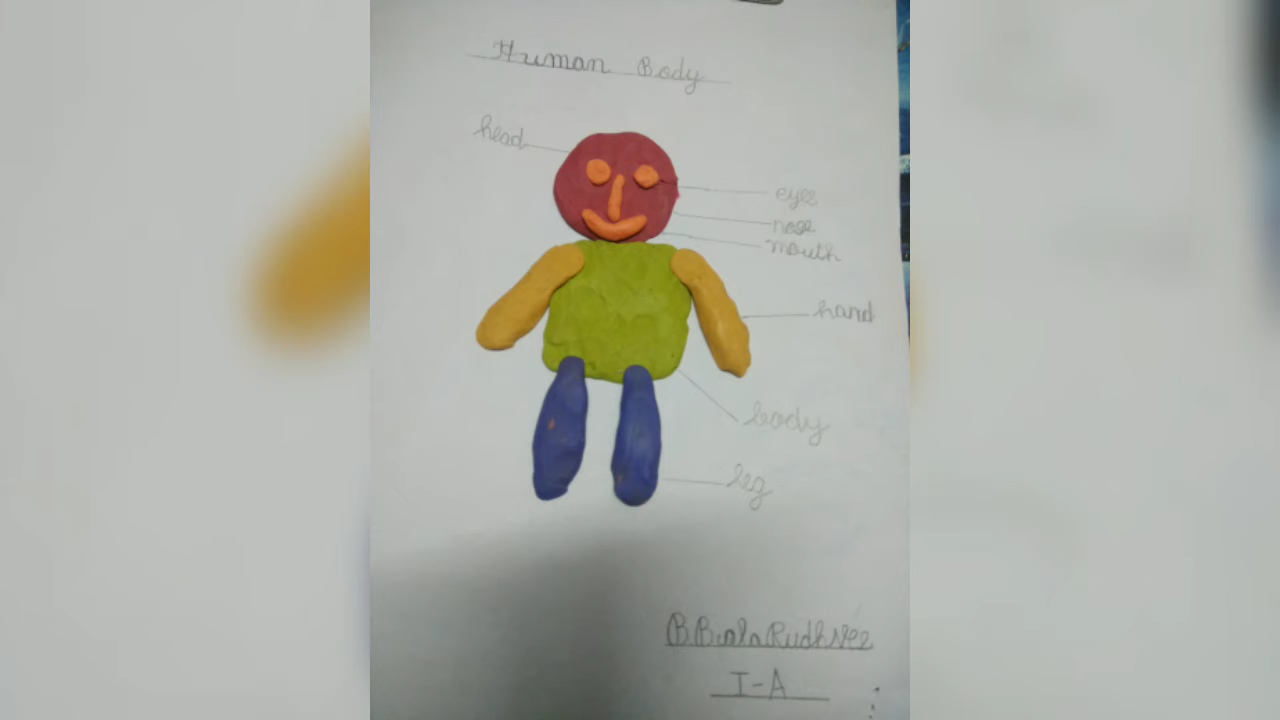 Human Body
head
eyes
nose
mouth
hand
body
leg
I-A